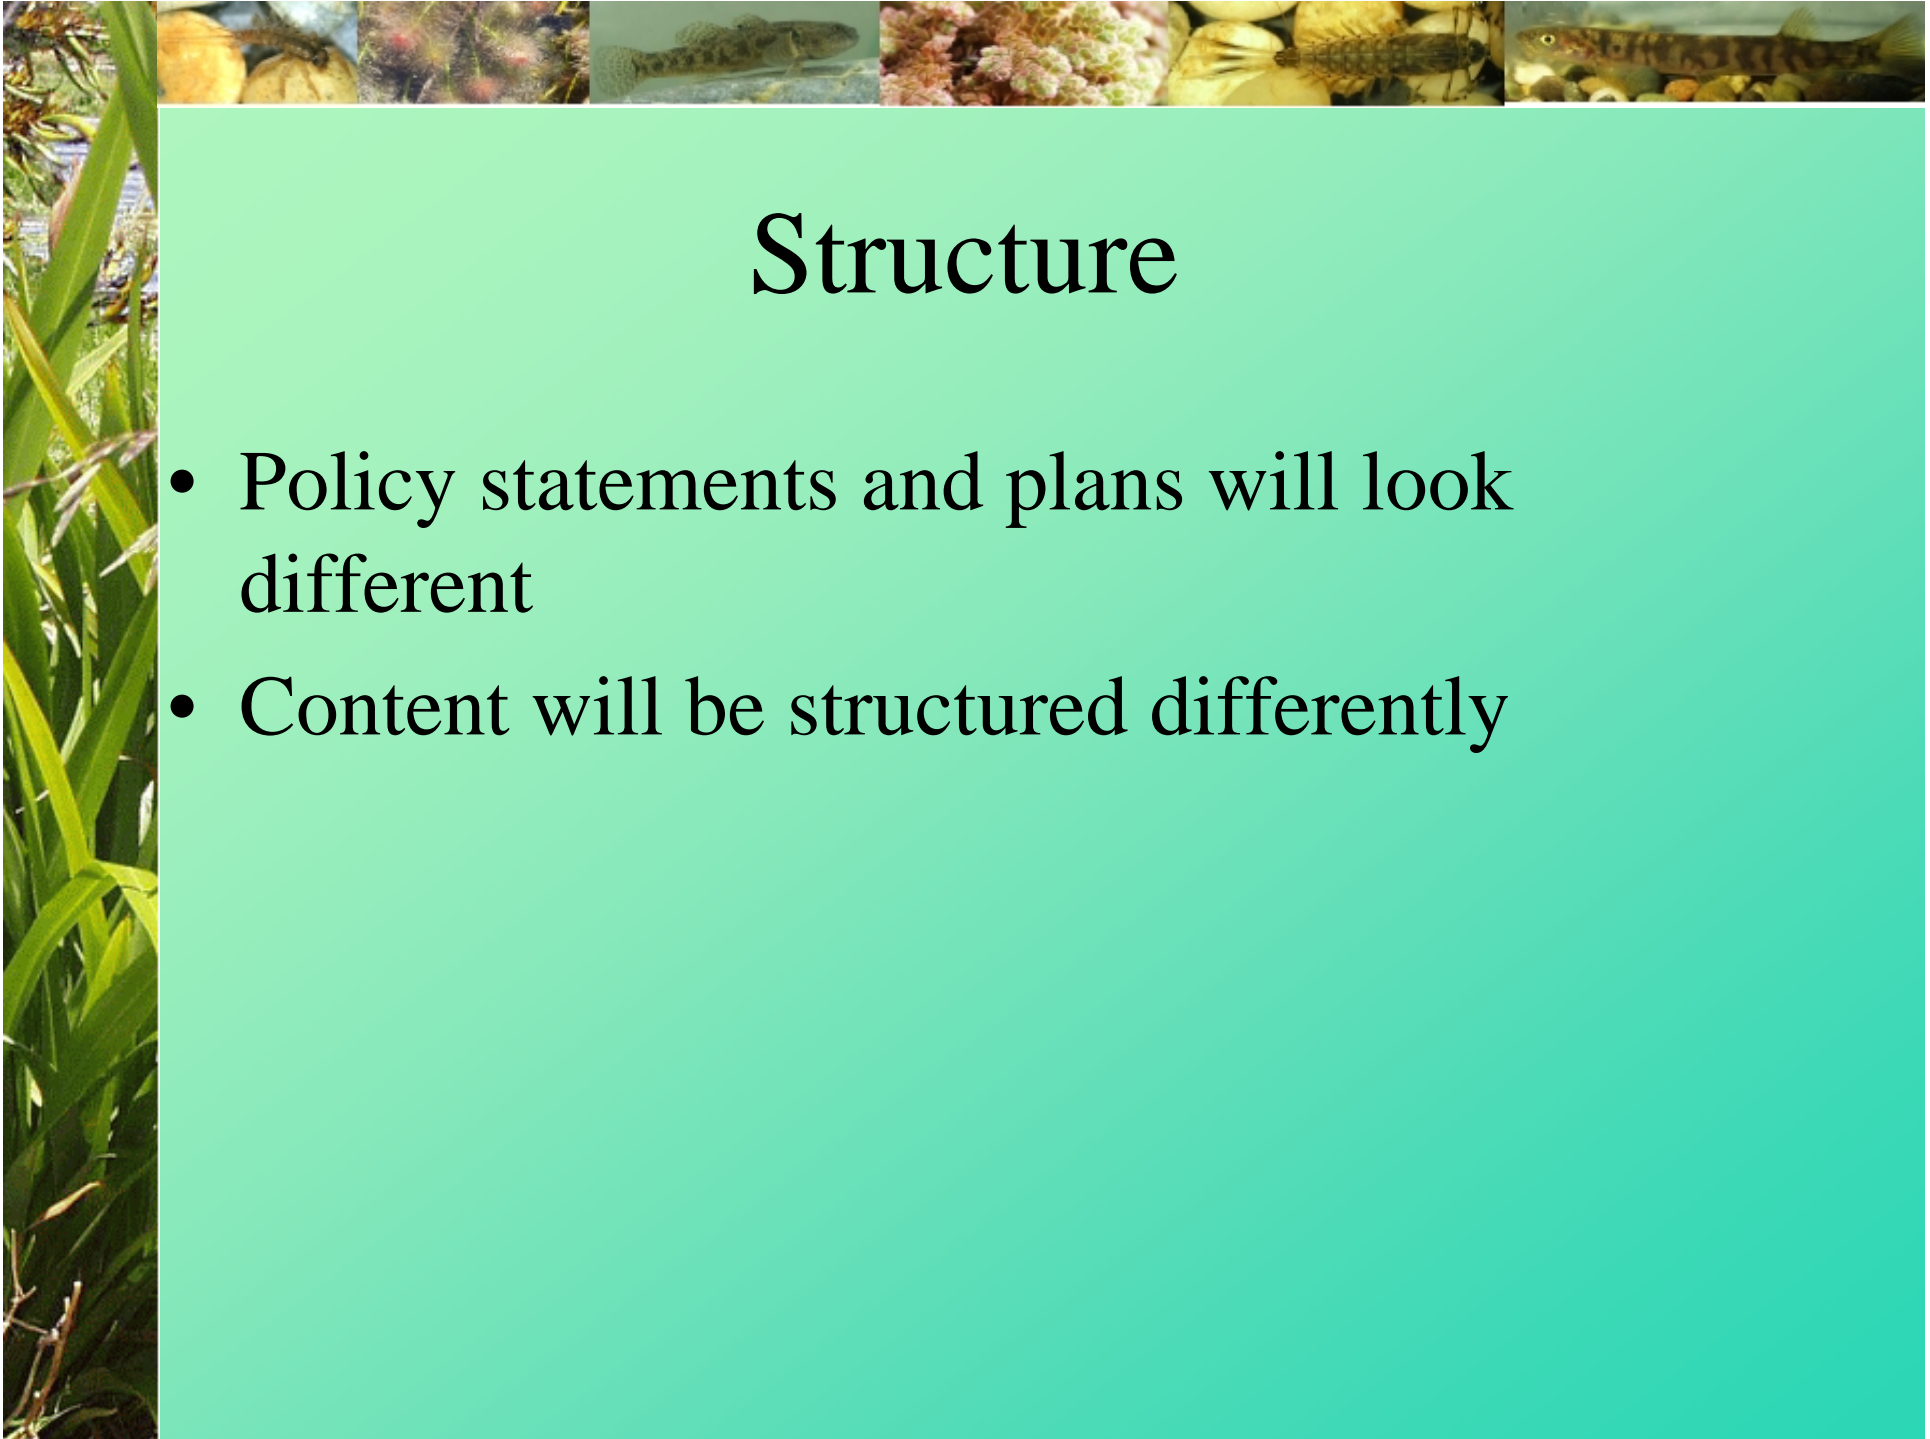 Structure
• Policy statements and plans will look
different
• Content will be structured differently